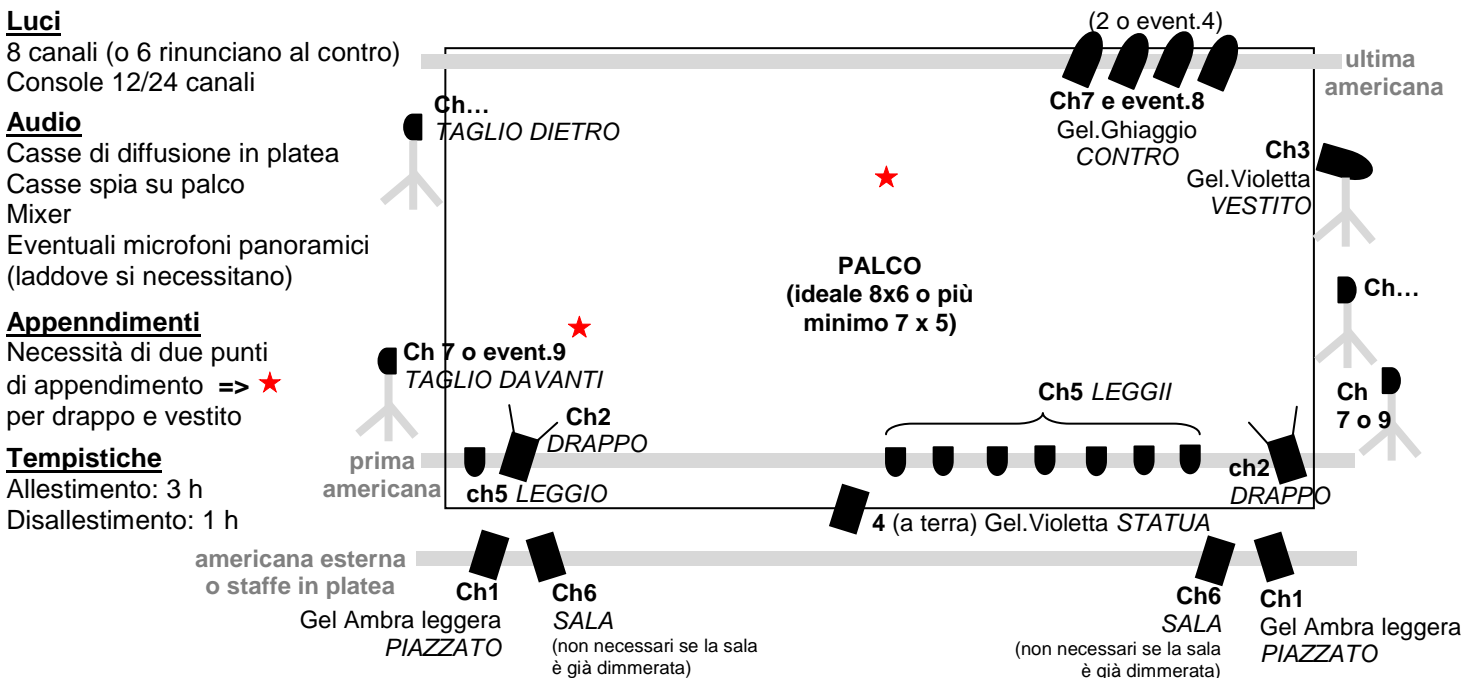 Luci
8 canali (o 6 rinunciano al contro)
Console 12/24 canali
Audio
Casse di diffusione in platea
Casse spia su palco
Mixer
Eventuali microfoni panoramici
(laddove si necessitano)
Appenndimenti
Necessità di due punti
di appendimento =>
per drappo e vestito
Tempistiche
Allestimento: 3 h
Disallestimento: 1 h
(2 o event.4)
ultima
americana
Ch7 e event.8
Gel.Ghiaggio
CONTRO
Ch…
TAGLIO DIETRO
Ch3
Gel.Violetta
VESTITO
PALCO
(ideale 8x6 o più
minimo 7 x 5)
Ch…
Ch 7 o event.9
TAGLIO DAVANTI
Ch
7 o 9
Ch2
DRAPPO
Ch5 LEGGII
prima
americana
ch5 LEGGIO
ch2
DRAPPO
4 (a terra) Gel.Violetta STATUA
americana esterna
o staffe in platea
Ch1
Gel Ambra leggera
PIAZZATO
Ch6
SALA
(non necessari se la sala
è già dimmerata)
Ch6
SALA
(non necessari se la sala
è già dimmerata)
Ch1
Gel Ambra leggera
PIAZZATO